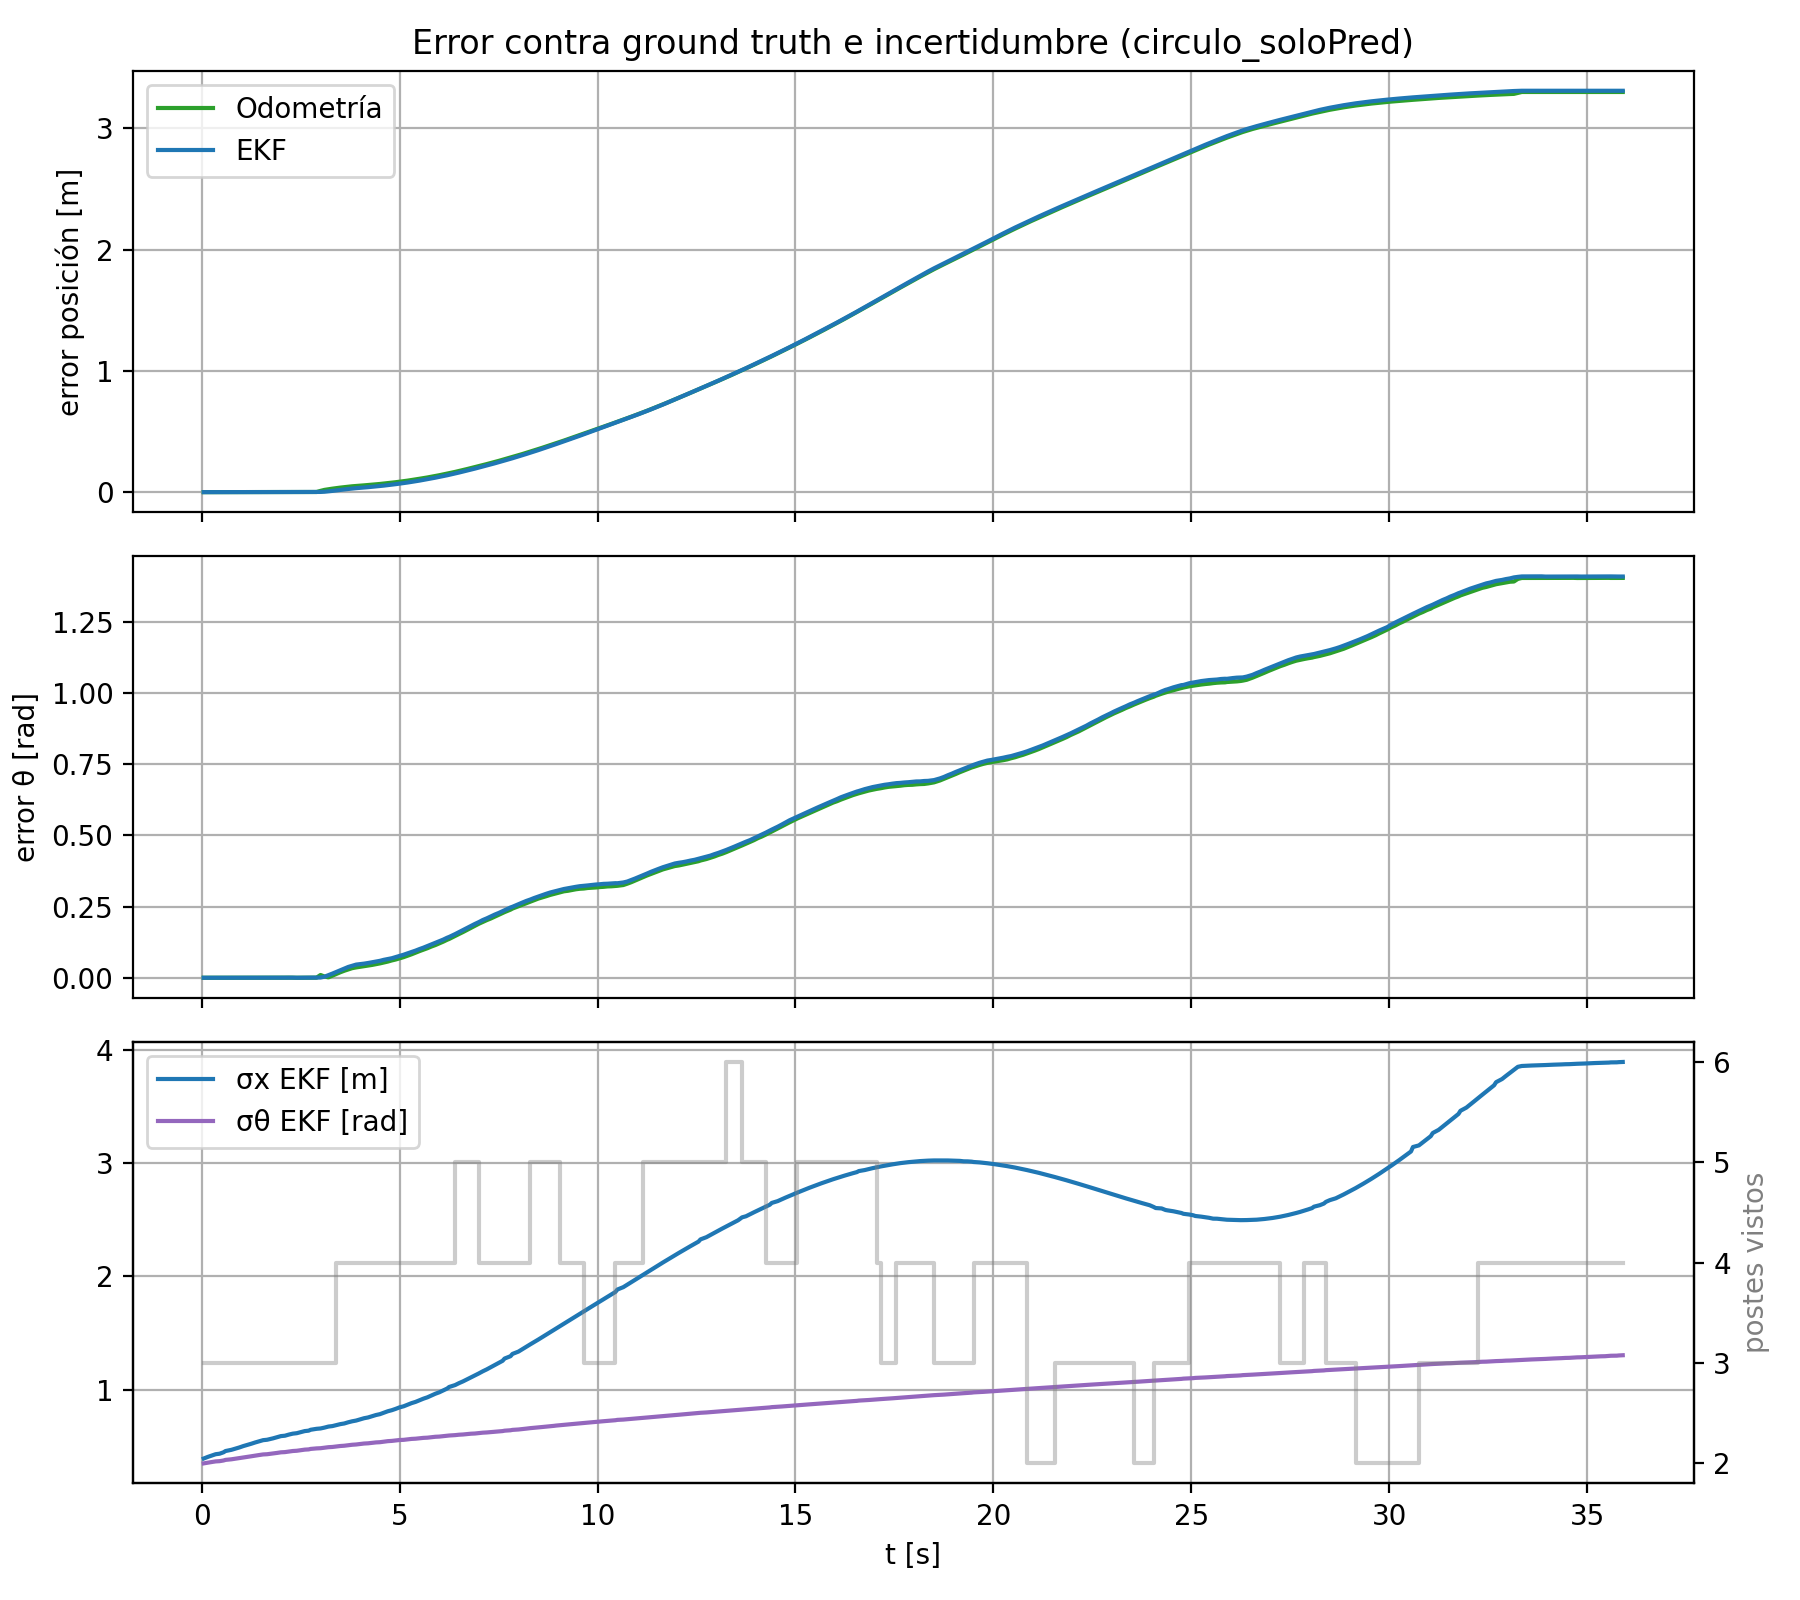 Error contra ground truth e incertidumbre (circulo_soloPred)
Odometría
EKF
error posición [m]
3
2
1
0
error θ [rad]
1.25
1.00
0.75
0.50
0.25
0.00
σx EKF [m]
σθ EKF [rad]
4
3
2
1
6
5
4
3
2
postes vistos
0 5 10 15 20 25 30 35
t [s]